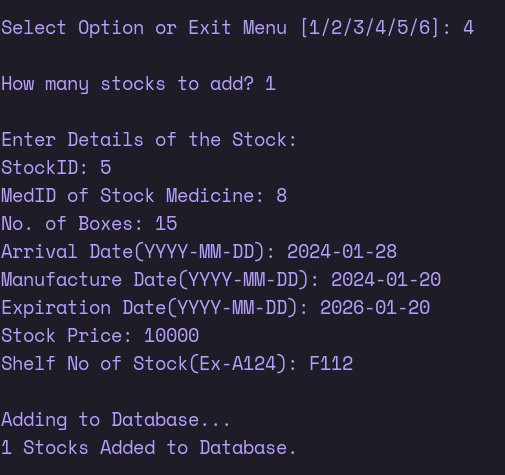 Select Option or Exit Menu [1/2/3/4/5/6]: 4
How many stocks to add? 1
Enter Details of the Stock:
StockID: 5
MedID of Stock Medicine: 8
No. of Boxes: 15
Arrival Date(YYYY-MM-DD): 2024-01-28
Manufacture Date(YYYY-MM-DD): 2024-01-20
Expiration Date(YYYY-MM-DD): 2026-01-20
Stock Price: 10000
Shelf No of Stock(Ex-A124): F112
Adding to Database...
1 Stocks Added to Database.